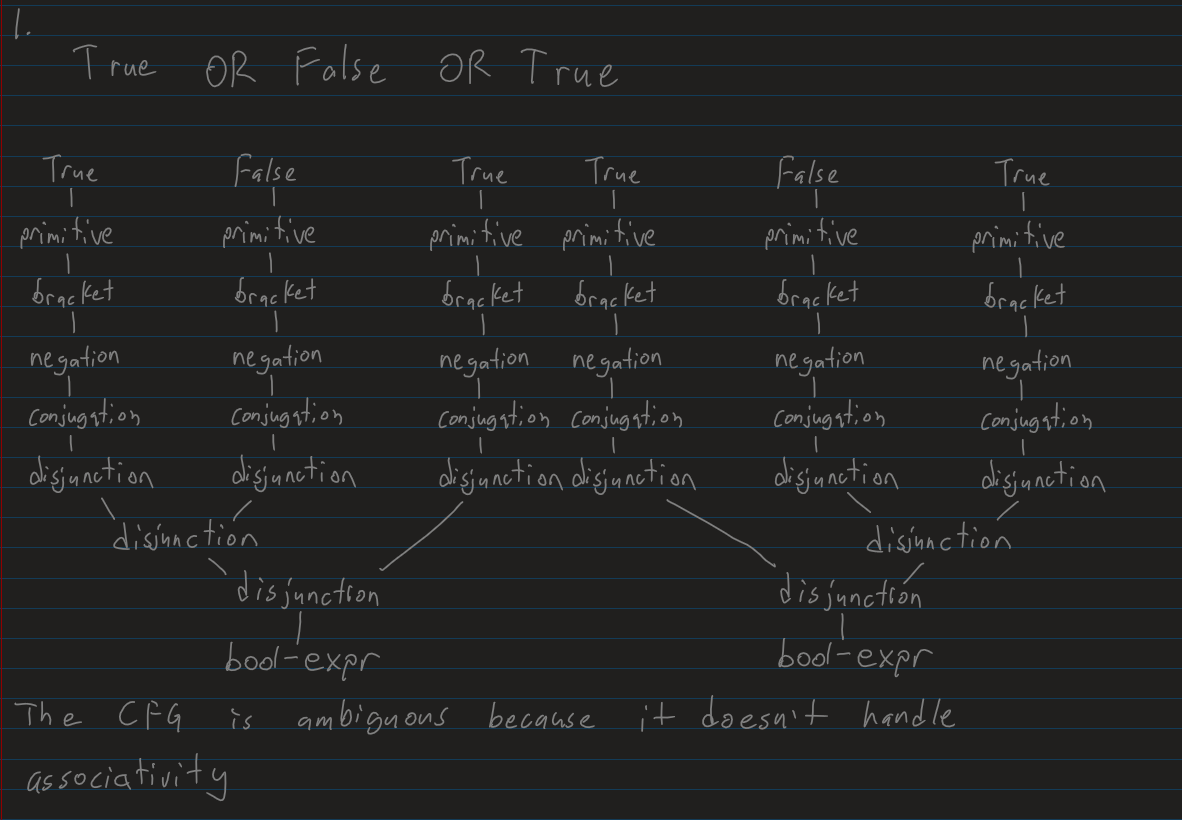 1.
True OR False OR True
True False True True False True
primitive primitive primitive primitive primitive primitive
bracket bracket bracket bracket bracket bracket
negation negation negation negation negation negation
conjugation conjugation conjugation conjugation conjugation conjugation
disjunction disjunction disjunction disjunction disjunction disjunction
disjunction disjunction
disjunction disjunction
bool-expr bool-expr
The CFG is ambiguous because it doesn't handle
associativity